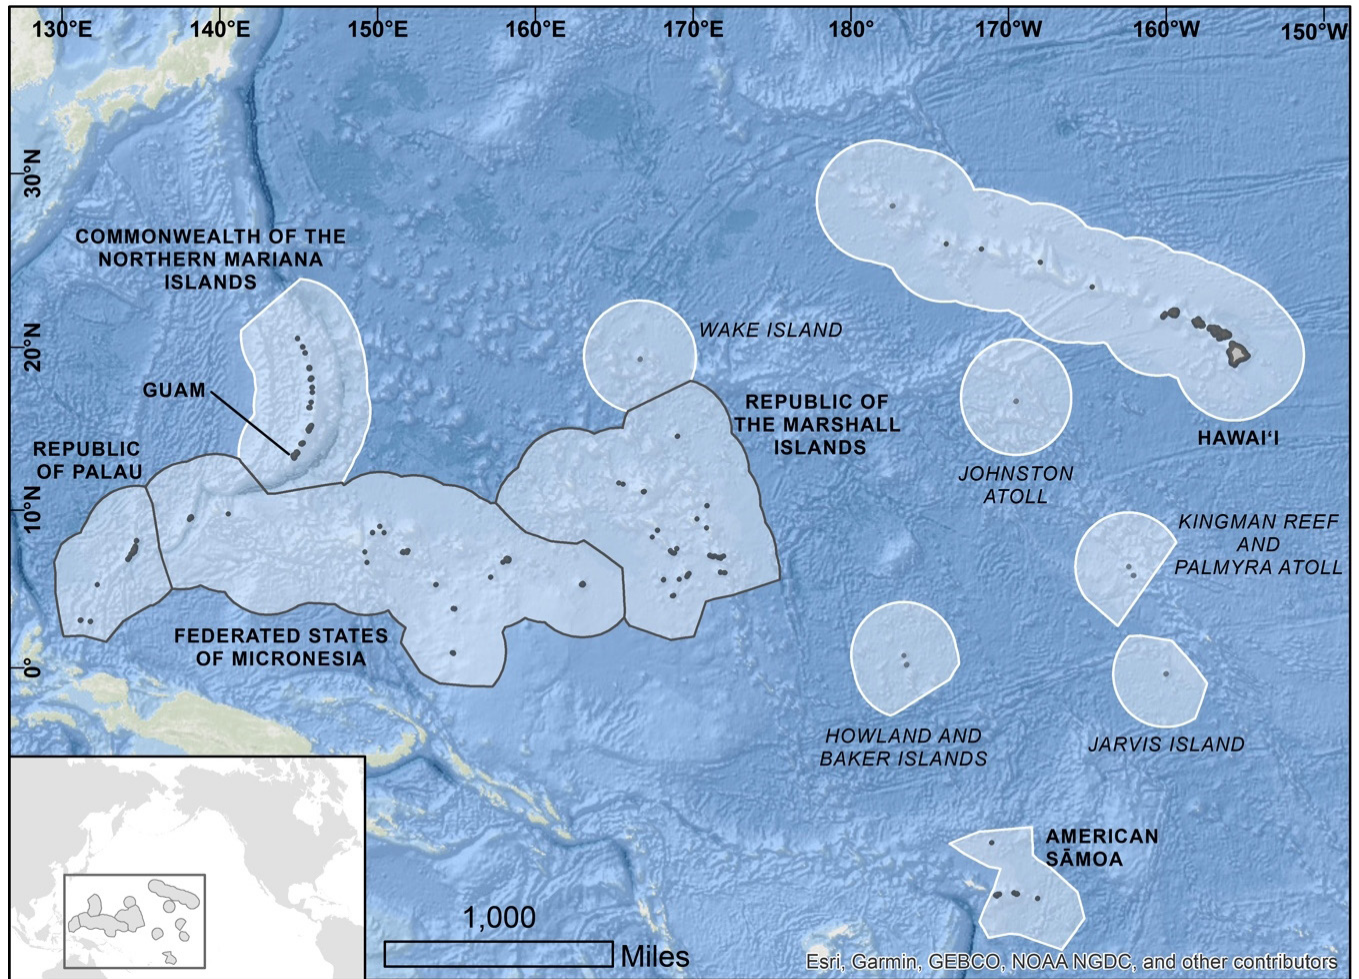 130°E 140°E 150°E 160°E 170°E 180° 170°W 160°W 150°W
30°N
20°N
10°N
0°
COMMONWEALTH OF THE
NORTHERN MARIANA
ISLANDS
GUAM
REPUBLIC
OF PALAU
WAKE ISLAND
REPUBLIC OF
THE MARSHALL
ISLANDS
HAWAIʻI
JOHNSTON
ATOLL
KINGMAN REEF
AND
PALMYRA ATOLL
FEDERATED STATES
OF MICRONESIA
HOWLAND AND
BAKER ISLANDS
JARVIS ISLAND
AMERICAN
SĀMOA
1,000
Miles
Esri, Garmin, GEBCO, NOAA NGDC, and other contributors